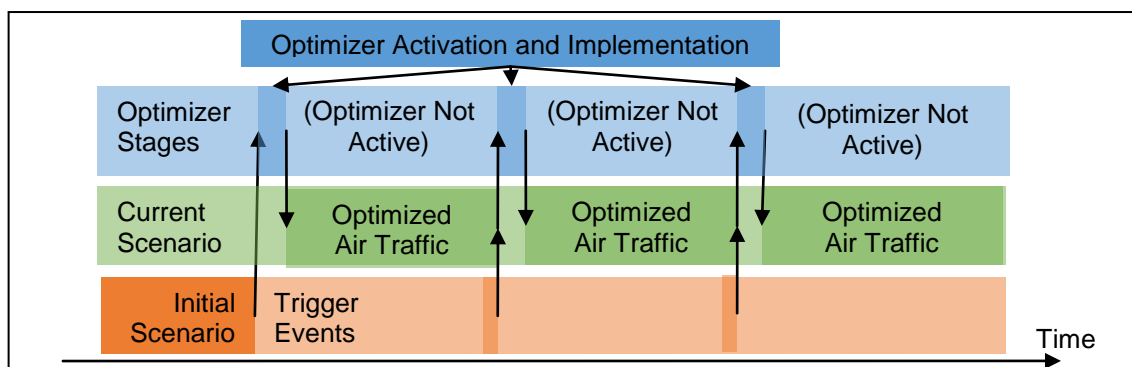 Optimizer Activation and Implementation
Optimizer
Stages
(Optimizer Not
Active)
(Optimizer Not
Active)
(Optimizer Not
Active)
Current
Scenario
Optimized
Air Traffic
Optimized
Air Traffic
Optimized
Air Traffic
Initial
Scenario
Trigger
Events
Time